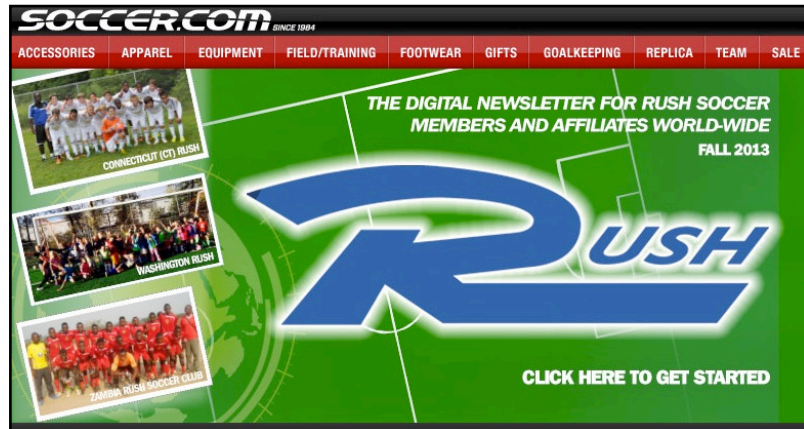 SOCCER.COM SINCE 1984
ACCESSORIES APPAREL EQUIPMENT FIELD/TRAINING FOOTWEAR GIFTS GOALKEEPING REPLICA TEAM SALE
THE DIGITAL NEWSLETTER FOR RUSH SOCCER
MEMBERS AND AFFILIATES WORLD-WIDE
FALL 2013
CONNECTICUT (CT) RUSH
WASHINGTON RUSH
ZAMBIA RUSH SOCCER CLUB
RUSH
CLICK HERE TO GET STARTED